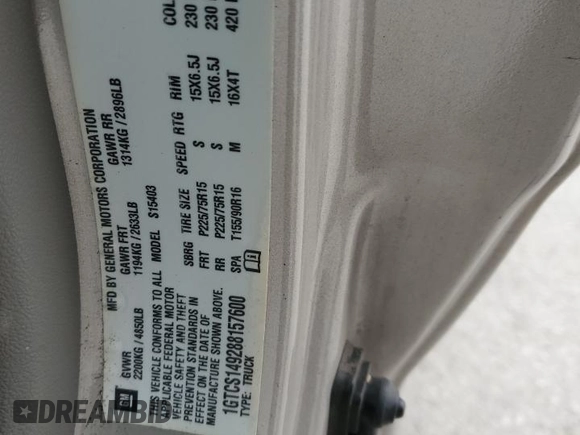 MFD BY GENERAL MOTORS CORPORATION
GVWR GAWR FRT GAWR RR
2200KG / 4850LB 1194KG / 2633LB 1314KG / 2896LB
THIS VEHICLE CONFORMS TO ALL
APPLICABLE FEDERAL MOTOR
VEHICLE SAFETY AND THEFT
PREVENTION STANDARDS IN
EFFECT ON THE DATE OF
MANUFACTURE SHOWN ABOVE.
1GTCS149288157600
TYPE: TRUCK
MODEL S15403
SBRG TIRE SIZE SPEED RTG RIM COL
FRT P225/75R15 S 15X6.5J 230
RR P225/75R15 S 15X6.5J 230
SPA T155/90R16 M 16X4T 420
GM
DREAMBID